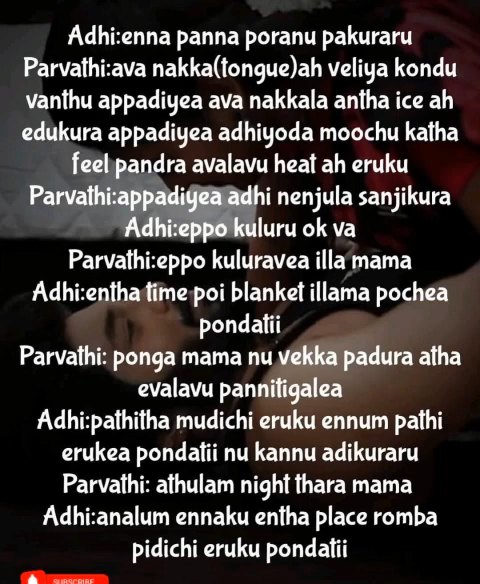 Adhi:enna panna poranu pakuraru
Parvathi:ava nakka(tongue)ah veliya kondu
vanthu appadiyea ava nakkala antha ice ah
edukura appadiyea adhiyoda moochu katha
feel pandra avalavu heat ah eruku
Parvathi:appadiyea adhi nenjula sanjikura
Adhi:eppo kuluru ok va
Parvathi:eppo kuluravea illa mama
Adhi:entha time poi blanket illama pochea
pondatii
Parvathi: ponga mama nu vekka padura atha
evalavu pannitigalea
Adhi:pathitha mudichi eruku ennum pathi
erukea pondatii nu kannu adikuraru
Parvathi: athulam night thara mama
Adhi:analum ennaku entha place romba
pidichi eruku pondatii
SUBSCRIBE